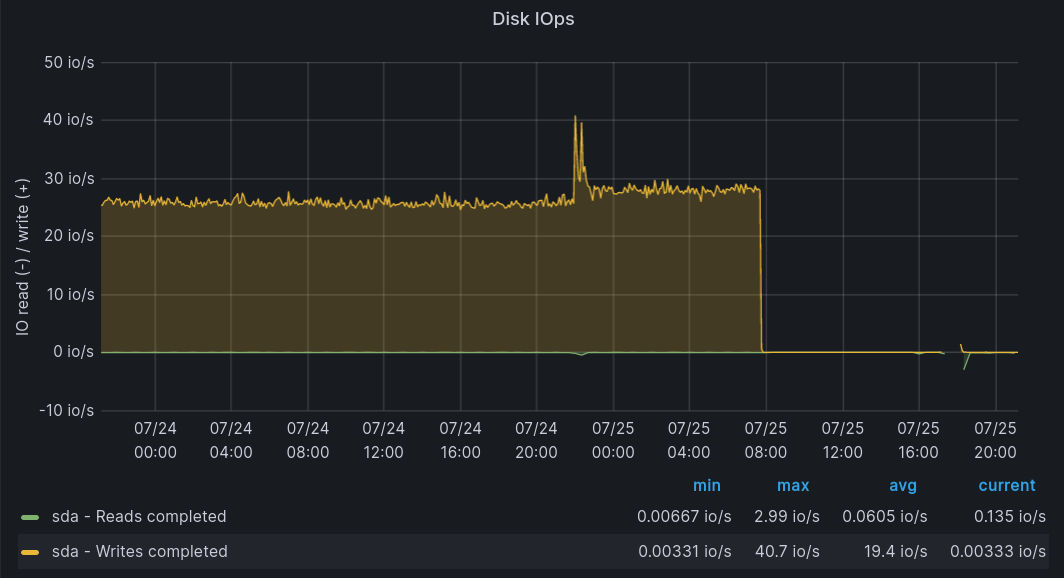 Disk IOps
50 io/s
40 io/s
30 io/s
20 io/s
10 io/s
0 io/s
-10 io/s
IO read (-) / write (+)
07/24 07/24 07/24 07/24 07/24 07/24 07/25 07/25 07/25 07/25 07/25 07/25
00:00 04:00 08:00 12:00 16:00 20:00 00:00 04:00 08:00 12:00 16:00 20:00
min max avg current
sda - Reads completed 0.00667 io/s 2.99 io/s 0.0605 io/s 0.135 io/s
sda - Writes completed 0.00331 io/s 40.7 io/s 19.4 io/s 0.00333 io/s